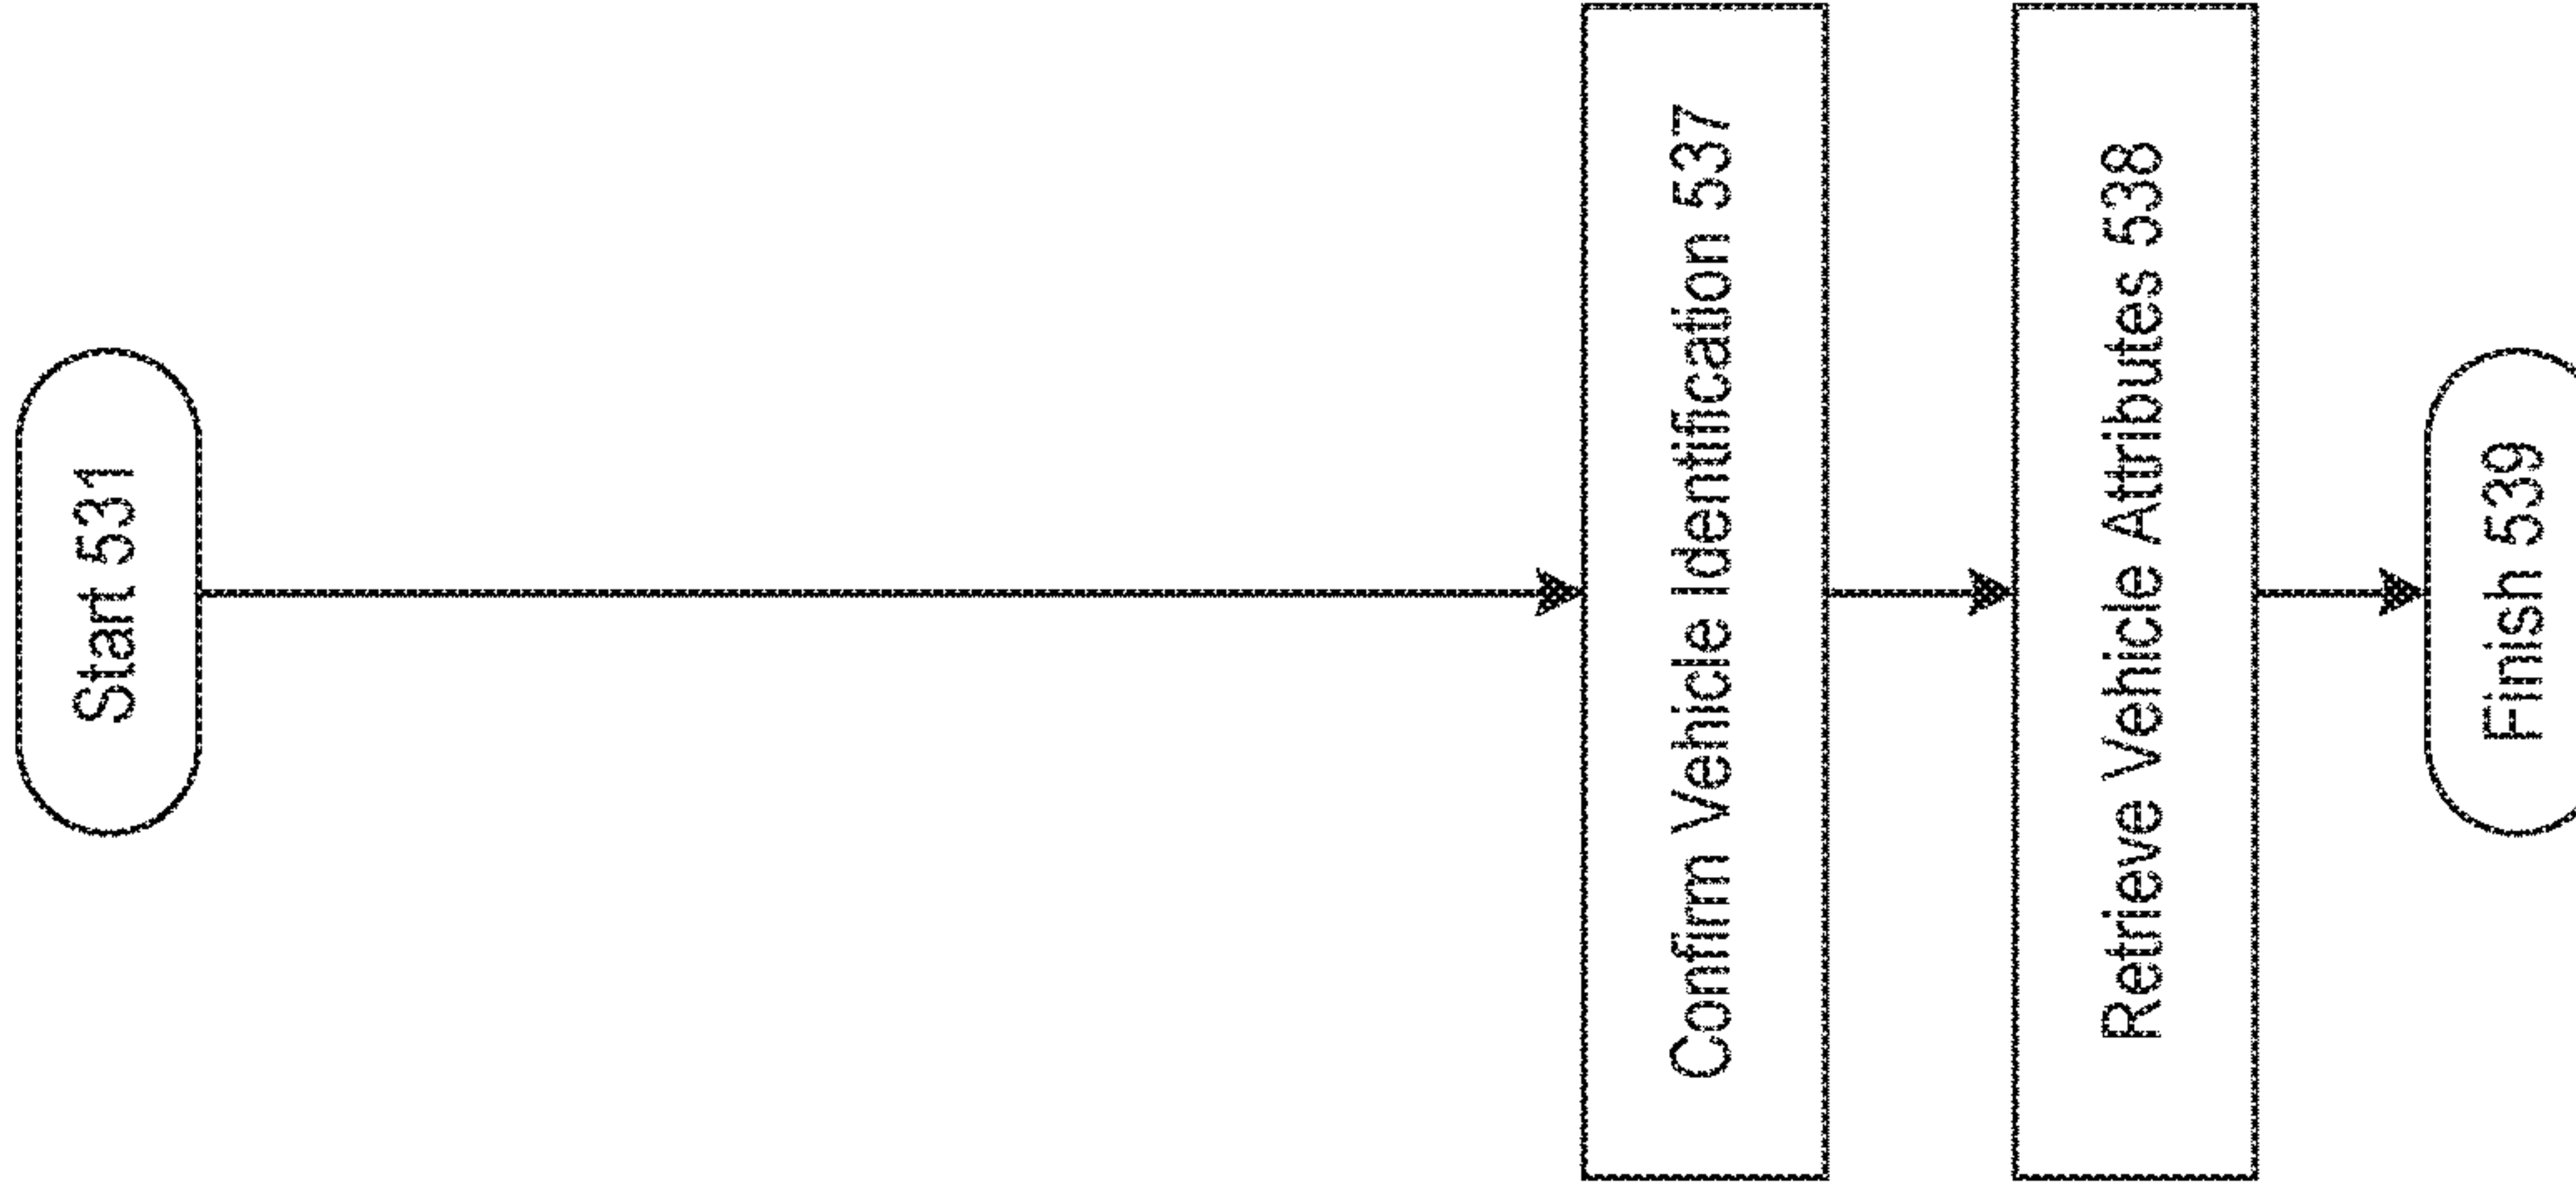 Start 531
Confirm Vehicle Identification 537
Retrieve Vehicle Attributes 538
Finish 539